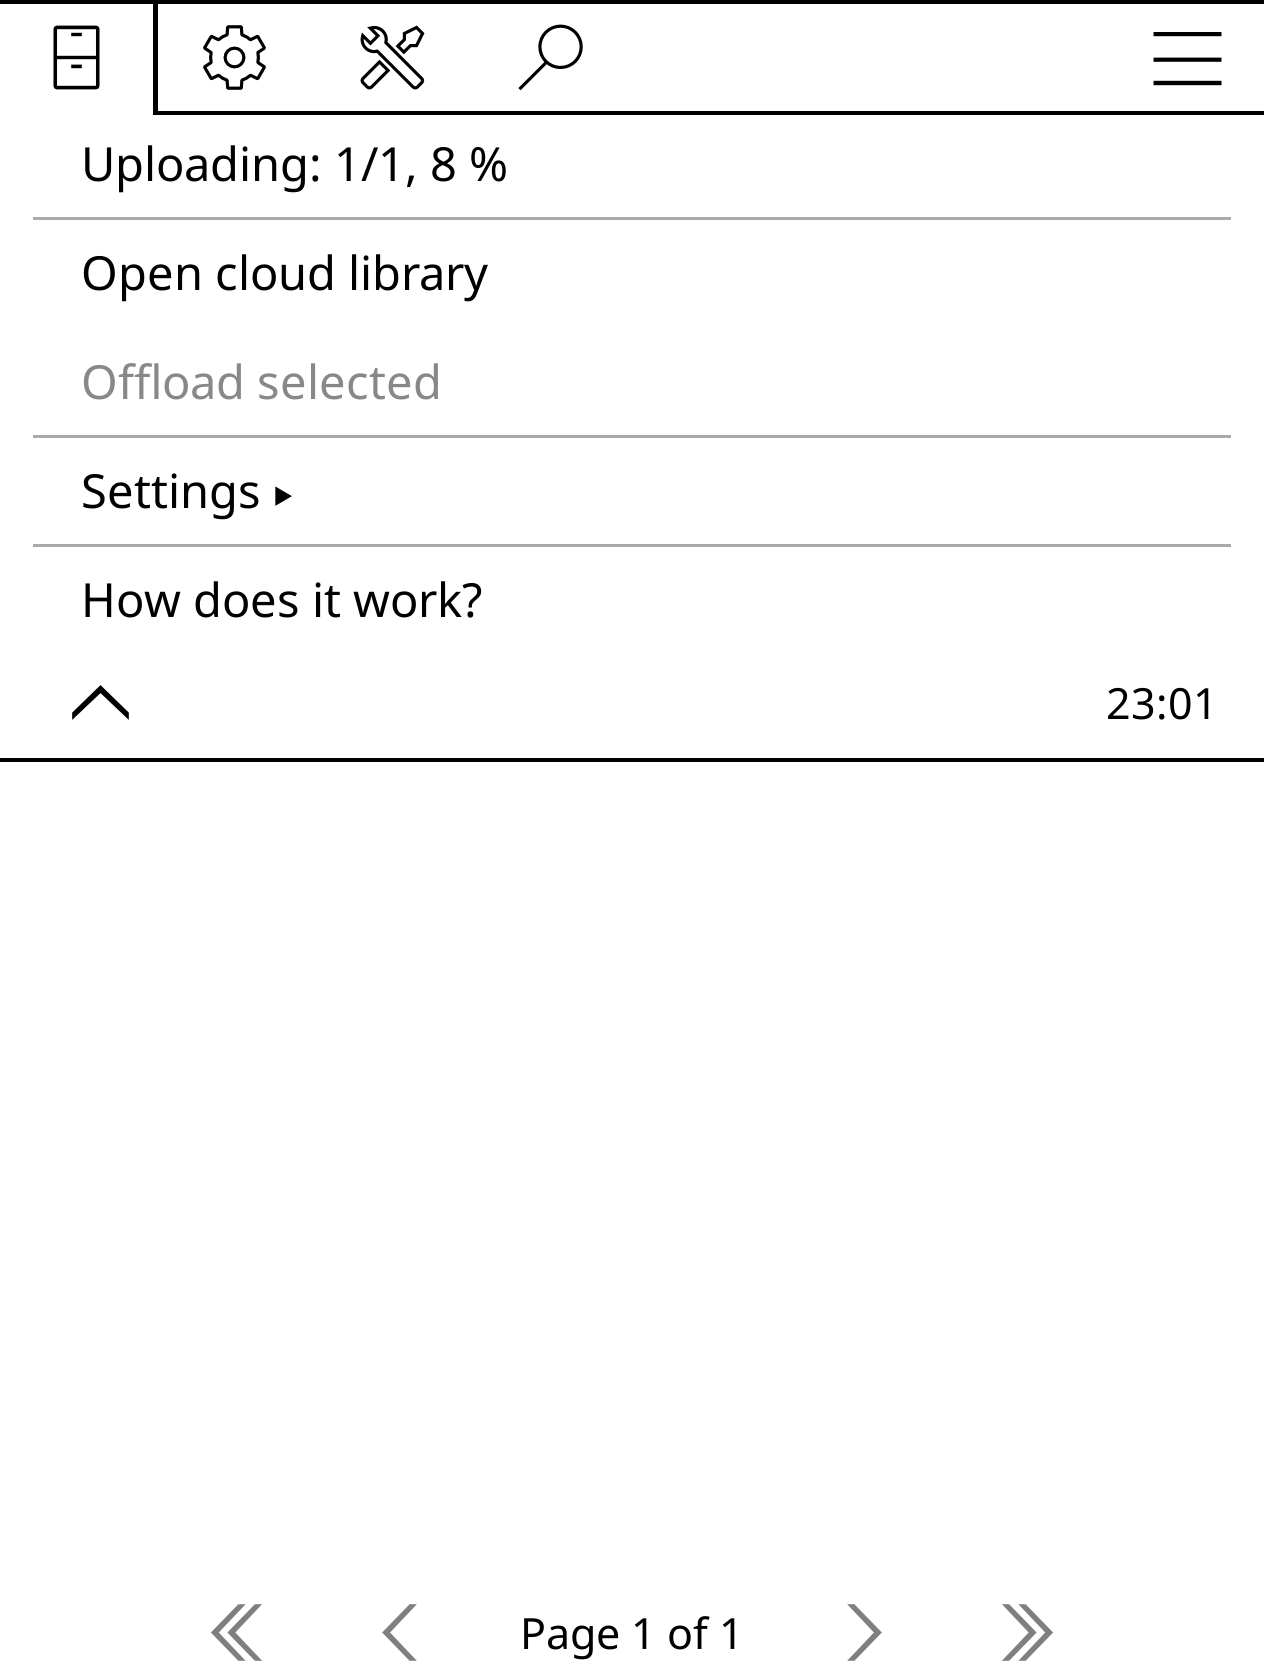 Uploading: 1/1, 8 %
Open cloud library
Offload selected
Settings ▸
How does it work?
23:01
Page 1 of 1